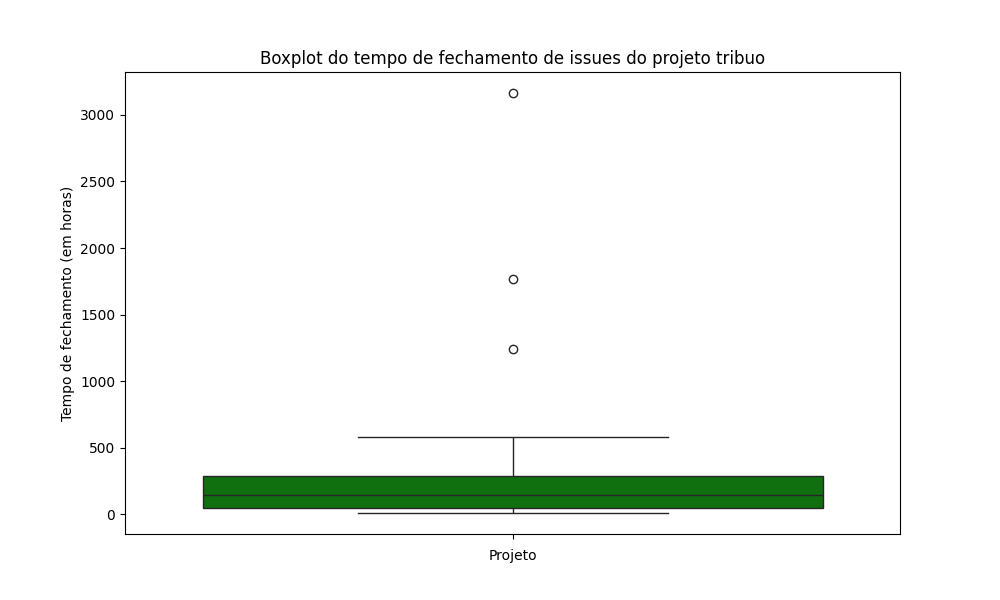 Boxplot do tempo de fechamento de issues do projeto tribuo
Tempo de fechamento (em horas)
3000
2500
2000
1500
1000
500
0
Projeto